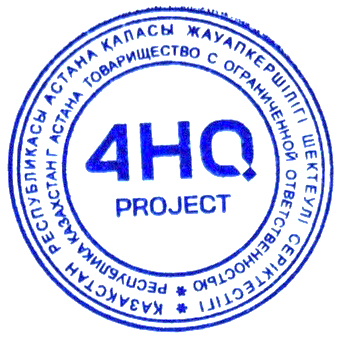 ҚАЗАҚСТАН РЕСПУБЛИКАСЫ АСТАНА ҚАЛАСЫ ЖАУАПКЕРШІЛІГІ ШЕКТЕУЛІ СЕРІКТЕСТІГІ
РЕСПУБЛИКА КАЗАХСТАН Г. АСТАНА ТОВАРИЩЕСТВО С ОГРАНИЧЕННОЙ ОТВЕТСТВЕННОСТЬЮ
4HQ
PROJECT